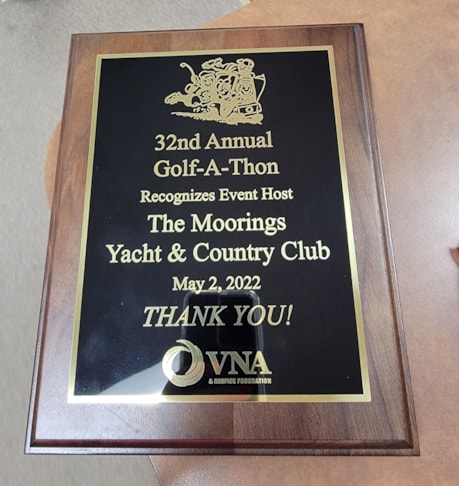 32nd Annual
Golf-A-Thon
Recognizes Event Host
The Moorings
Yacht & Country Club
May 2, 2022
THANK YOU!
VNA
& HOSPICE FOUNDATION